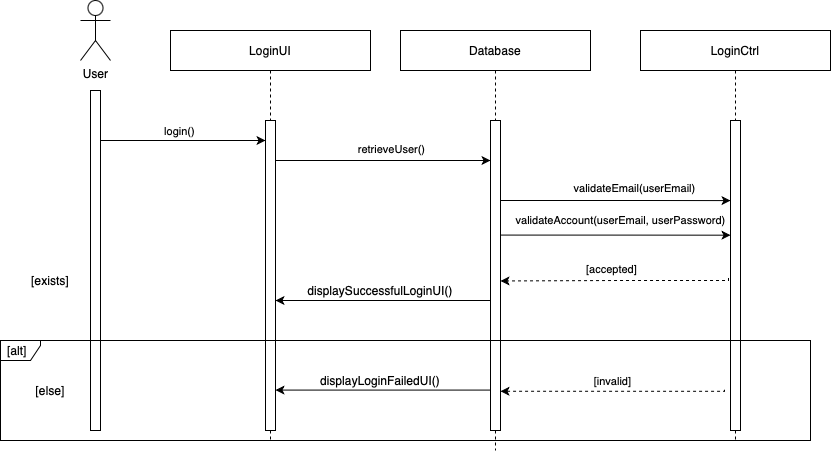 LoginUI
Database
LoginCtrl
User
login()
retrieveUser()
validateEmail(userEmail)
validateAccount(userEmail, userPassword)
[accepted]
[exists]
displaySuccessfulLoginUI()
[alt]
displayLoginFailedUI()
[invalid]
[else]